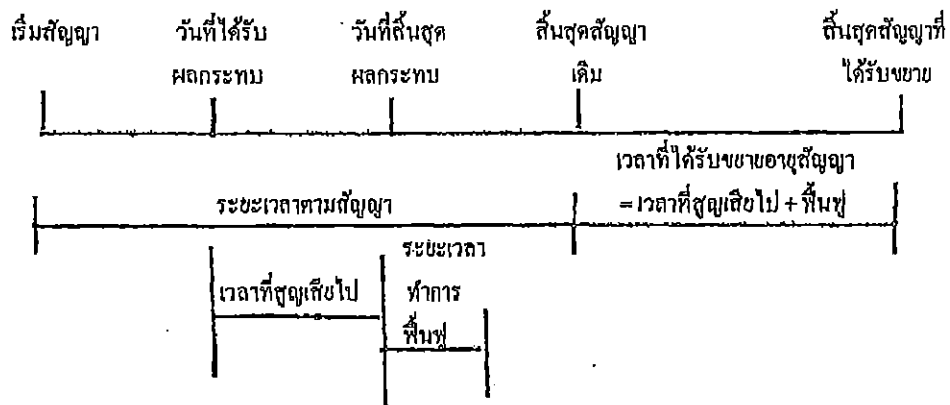 เริ่มสัญญา วันที่ได้รับ วันที่สิ้นสุด สิ้นสุดสัญญา สิ้นสุดสัญญาที่
ผลกระทบ ผลกระทบ เดิม ได้รับขยาย
เวลาที่ได้รับขยายอายุสัญญา
ระยะเวลาตามสัญญา =เวลาที่สูญเสียไป + ฟื้นฟู
ระยะเวลา
เวลาที่สูญเสียไป ทำการ
ฟื้นฟู